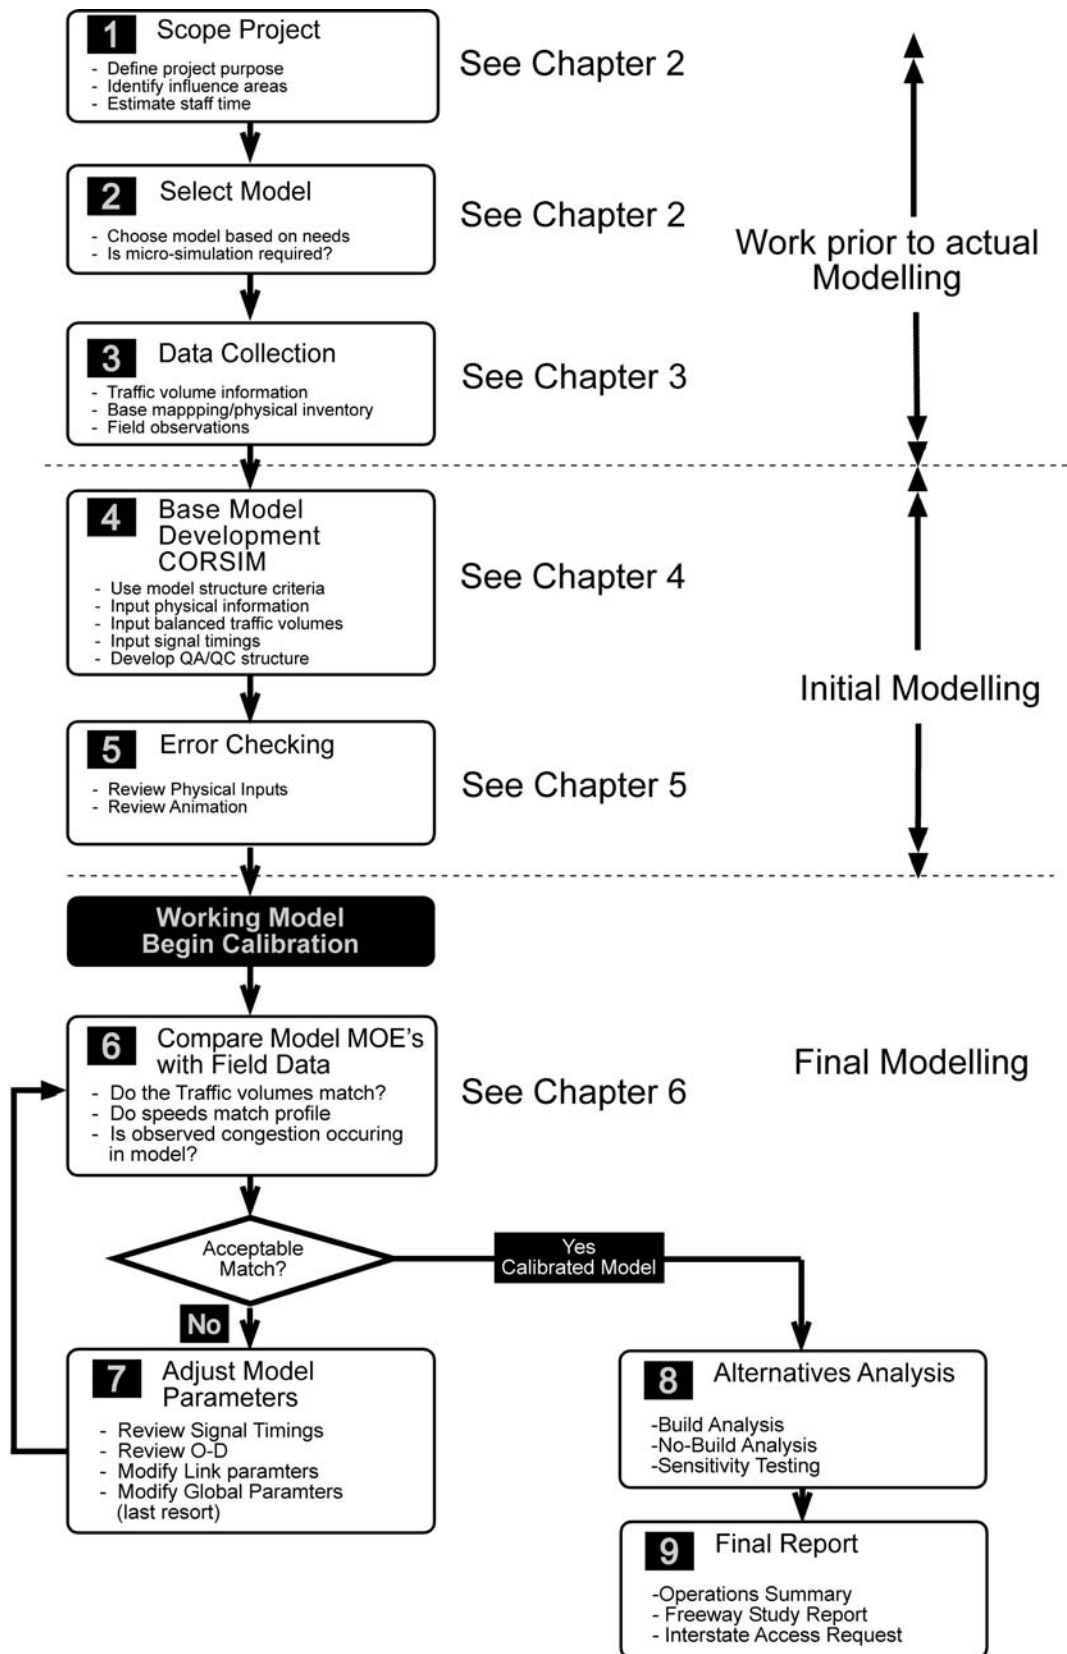 1 Scope Project
- Define project purpose
- Identify influence areas
- Estimate staff time
See Chapter 2
2 Select Model
- Choose model based on needs
- Is micro-simulation required?
See Chapter 2
Work prior to actual
Modelling
3 Data Collection
- Traffic volume information
- Base mappping/physical inventory
- Field observations
See Chapter 3
4 Base Model
Development
CORSIM
- Use model structure criteria
- Input physical information
- Input balanced traffic volumes
- Input signal timings
- Develop QA/QC structure
See Chapter 4
Initial Modelling
5 Error Checking
- Review Physical Inputs
- Review Animation
See Chapter 5
Working Model
Begin Calibration
6 Compare Model MOE's
with Field Data
- Do the Traffic volumes match?
- Do speeds match profile
- Is observed congestion occuring
in model?
See Chapter 6
Final Modelling
Acceptable
Match?
Yes
Calibrated Model
No
7 Adjust Model
Parameters
- Review Signal Timings
- Review O-D
- Modify Link paramters
- Modify Global Paramters
(last resort)
8 Alternatives Analysis
-Build Analysis
-No-Build Analysis
-Sensitivity Testing
9 Final Report
-Operations Summary
- Freeway Study Report
- Interstate Access Request